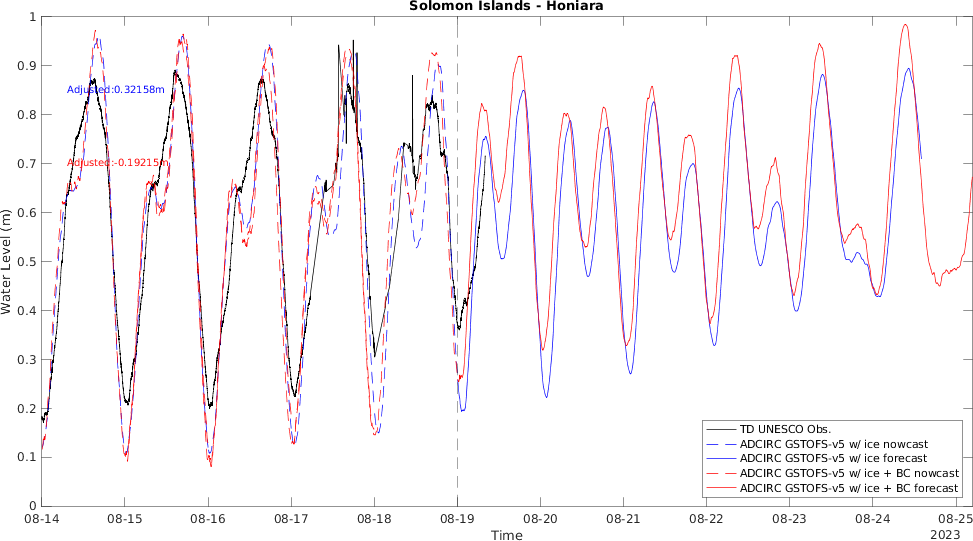 Solomon Islands - Honiara
1
0.9
0.8
0.7
0.6
0.5
0.4
0.3
0.2
0.1
0
Water Level (m)
Adjusted:0.32158m
Adjusted:-0.19215m
TD UNESCO Obs.
ADCIRC GSTOFS-v5 w/ ice nowcast
ADCIRC GSTOFS-v5 w/ ice forecast
ADCIRC GSTOFS-v5 w/ ice + BC nowcast
ADCIRC GSTOFS-v5 w/ ice + BC forecast
08-14 08-15 08-16 08-17 08-18 08-19 08-20 08-21 08-22 08-23 08-24 08-25
Time
2023